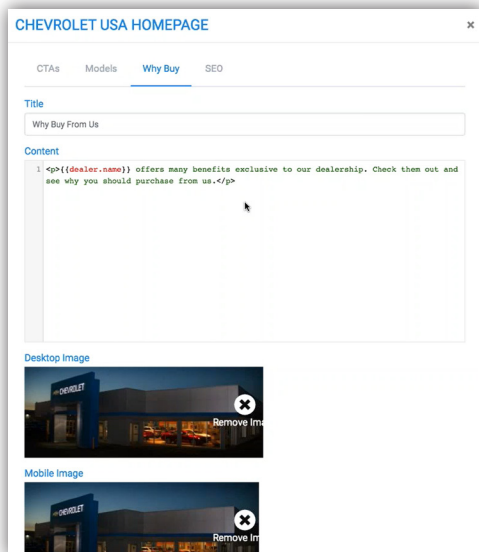 CHEVROLET USA HOMEPAGE ×
CTAs Models Why Buy SEO
Title
Why Buy From Us
Content
1 <p>{{dealer.name}} offers many benefits exclusive to our dealership. Check them out and
see why you should purchase from us.</p>
Desktop Image
CHEVROLET
Remove Ima
Mobile Image
CHEVROLET
Remove Im